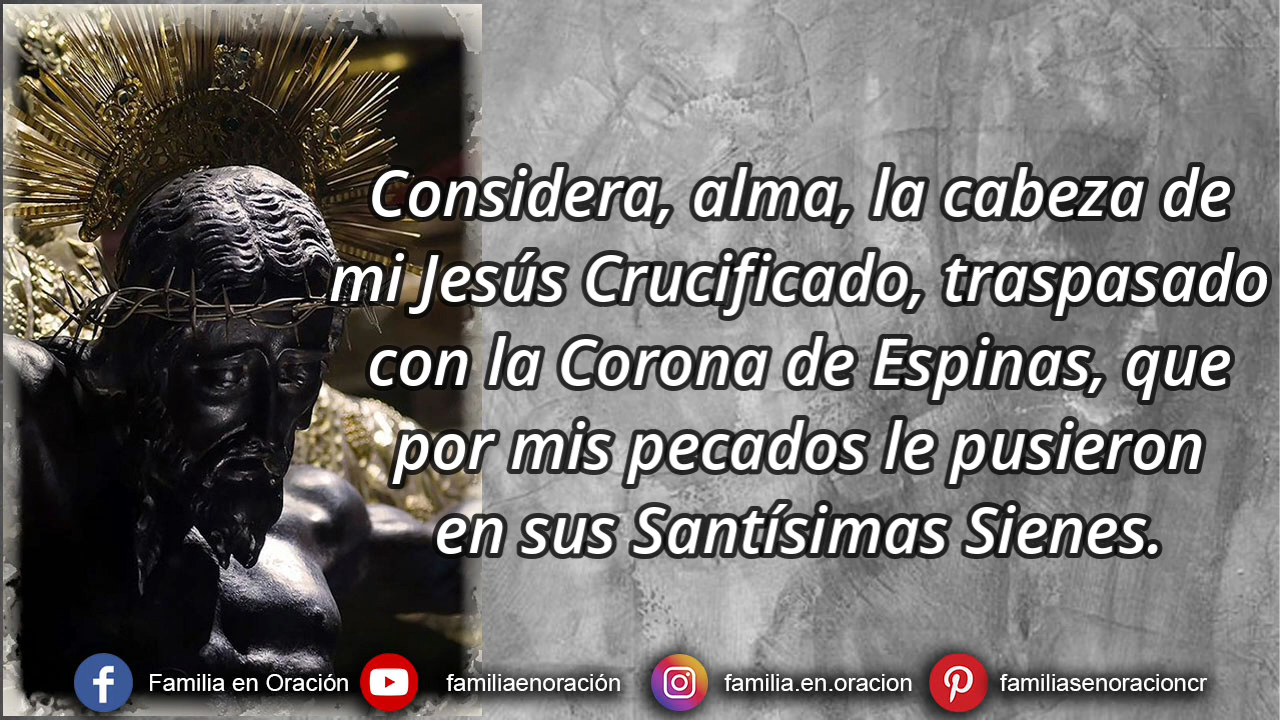 Considera, alma, la cabeza de
mi Jesús Crucificado, traspasado
con la Corona de Espinas, que
por mis pecados le pusieron
en sus Santísimas Sienes.
Familia en Oración
familiaenoración
familia.en.oracion
familiasenoracioncr